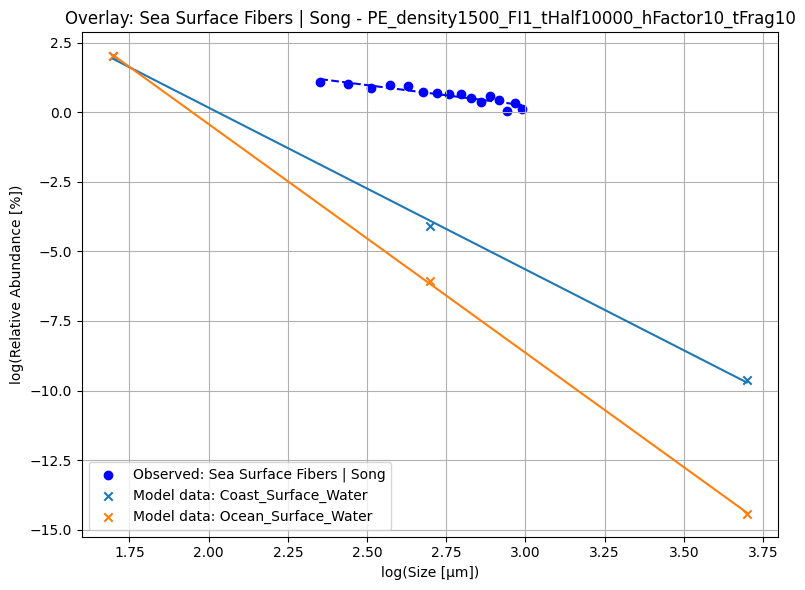 Overlay: Sea Surface Fibers | Song - PE_density1500_FI1_tHalf10000_hFactor10_tFrag10
log(Relative Abundance [%])
2.5
0.0
−2.5
−5.0
−7.5
−10.0
−12.5
−15.0
Observed: Sea Surface Fibers | Song
Model data: Coast_Surface_Water
Model data: Ocean_Surface_Water
1.75 2.00 2.25 2.50 2.75 3.00 3.25 3.50 3.75
log(Size [μm])